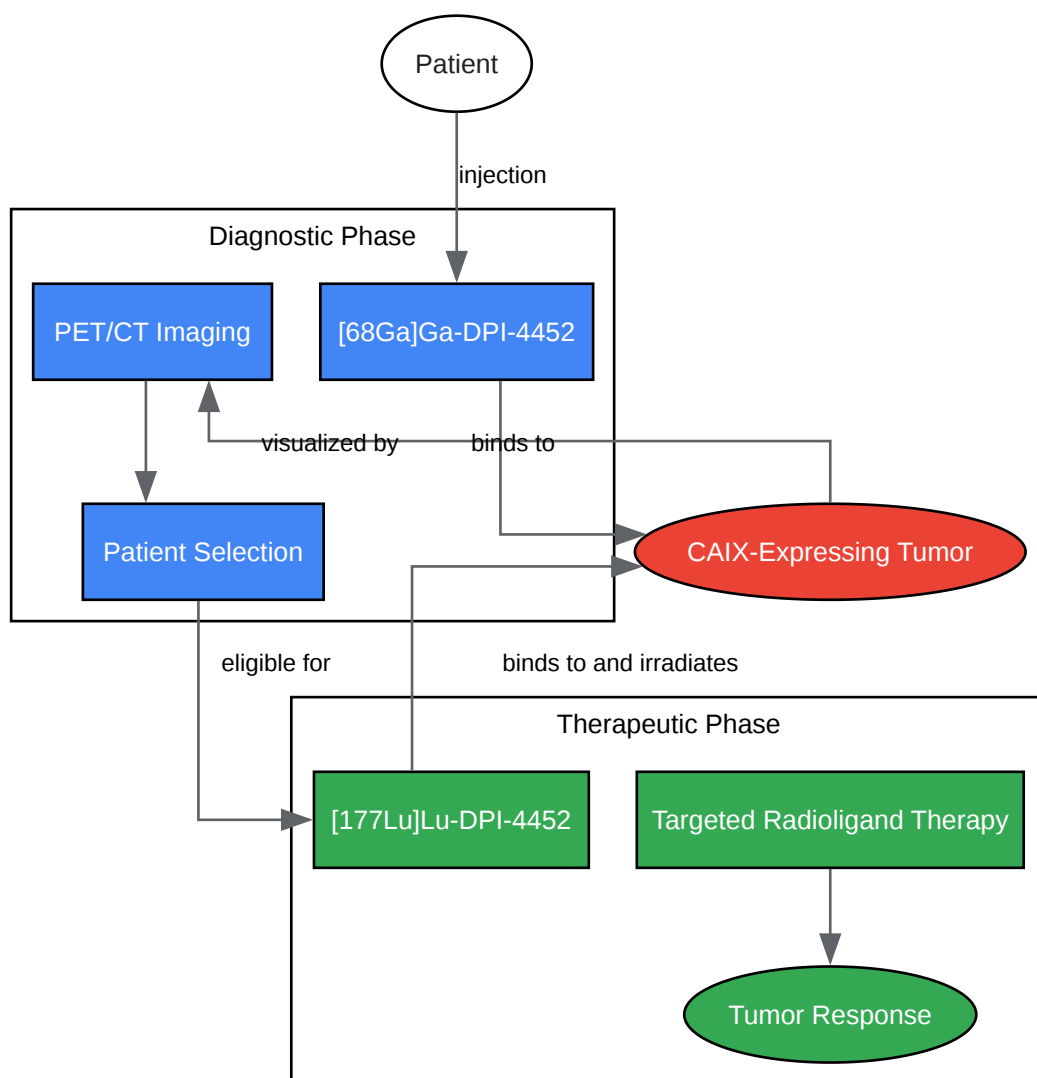 Patient
injection
Diagnostic Phase
PET/CT Imaging
[68Ga]Ga-DPI-4452
visualized by
binds to
Patient Selection
CAIX-Expressing Tumor
eligible for
binds to and irradiates
Therapeutic Phase
[177Lu]Lu-DPI-4452
Targeted Radioligand Therapy
Tumor Response